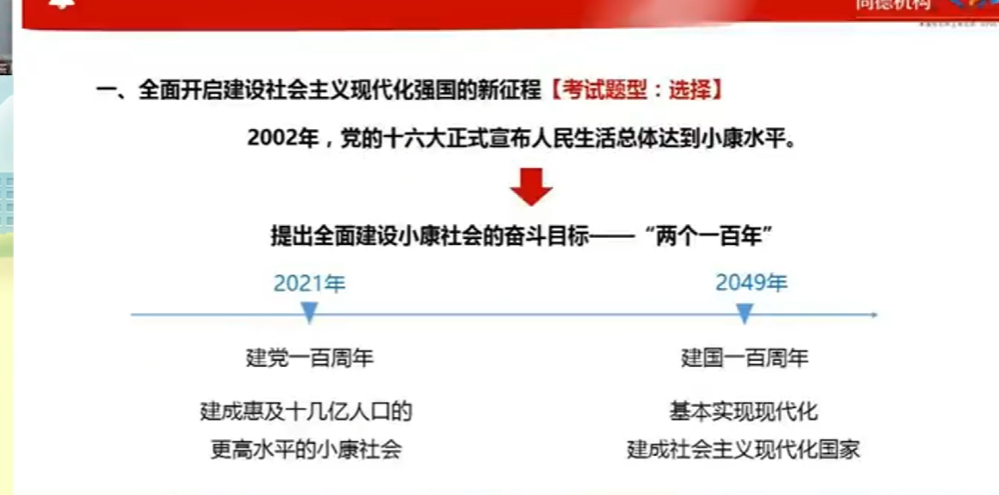 尚德机构
一、全面开启建设社会主义现代化强国的新征程【考试题型：选择】
2002年，党的十六大正式宣布人民生活总体达到小康水平。
提出全面建设小康社会的奋斗目标——“两个一百年”
2021年
2049年
建党一百周年
建国一百周年
建成惠及十几亿人口的
更高水平的小康社会
基本实现现代化
建成社会主义现代化国家